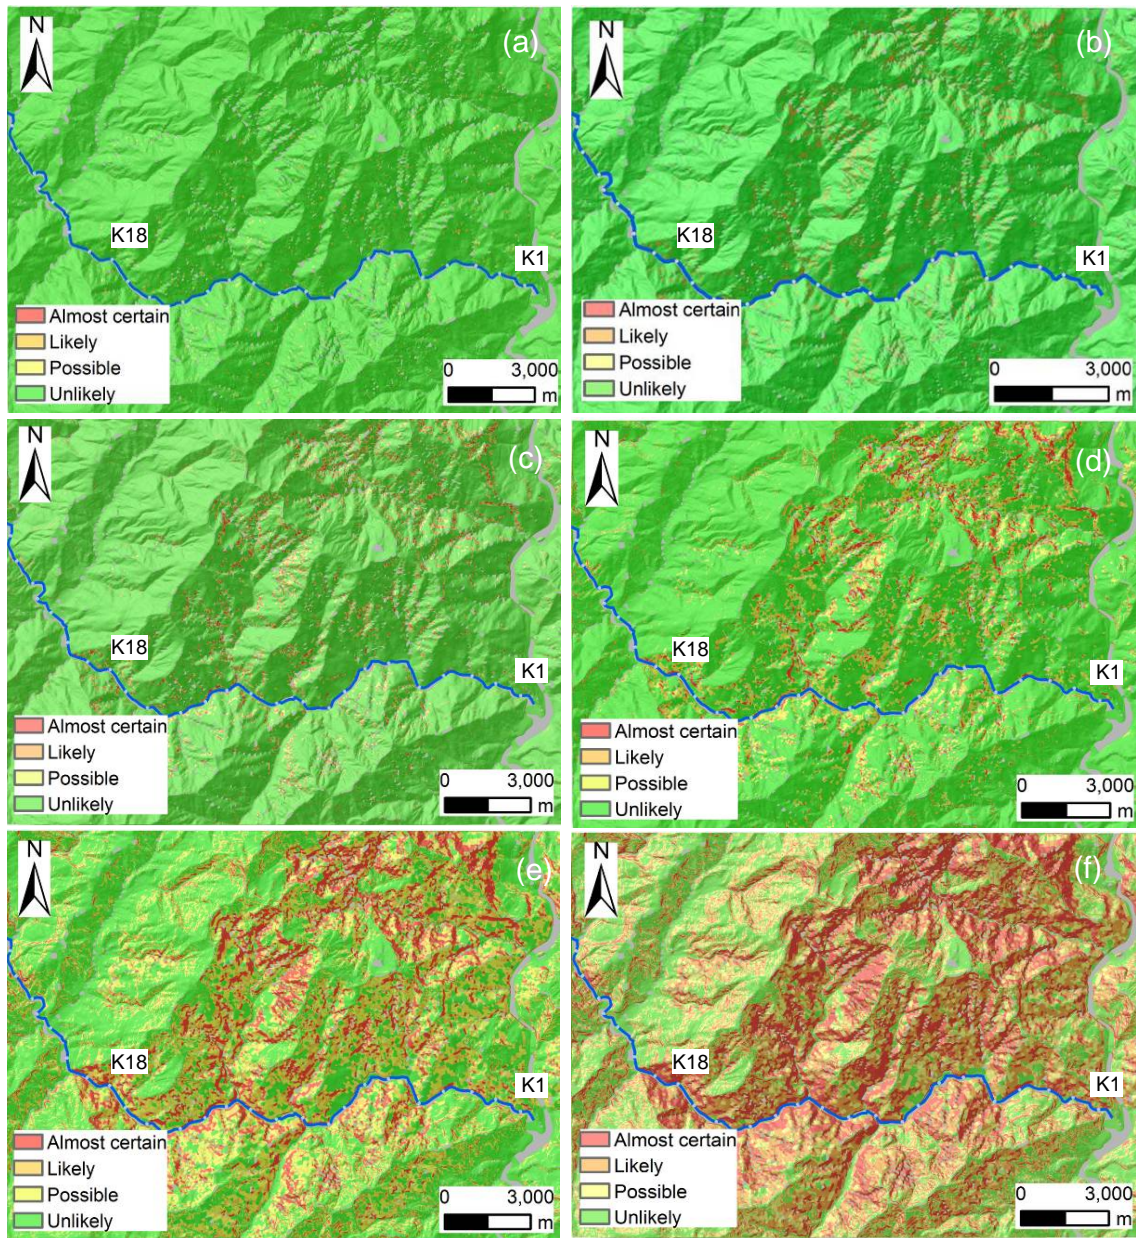 N
(a)
K18
K1
Almost certain
Likely
Possible
Unlikely
0 3,000
m
N
(b)
K18
K1
Almost certain
Likely
Possible
Unlikely
0 3,000
m
N
(c)
K18
K1
Almost certain
Likely
Possible
Unlikely
0 3,000
m
N
(d)
K18
K1
Almost certain
Likely
Possible
Unlikely
0 3,000
m
N
(e)
K18
K1
Almost certain
Likely
Possible
Unlikely
0 3,000
m
N
(f)
K18
K1
Almost certain
Likely
Possible
Unlikely
0 3,000
m